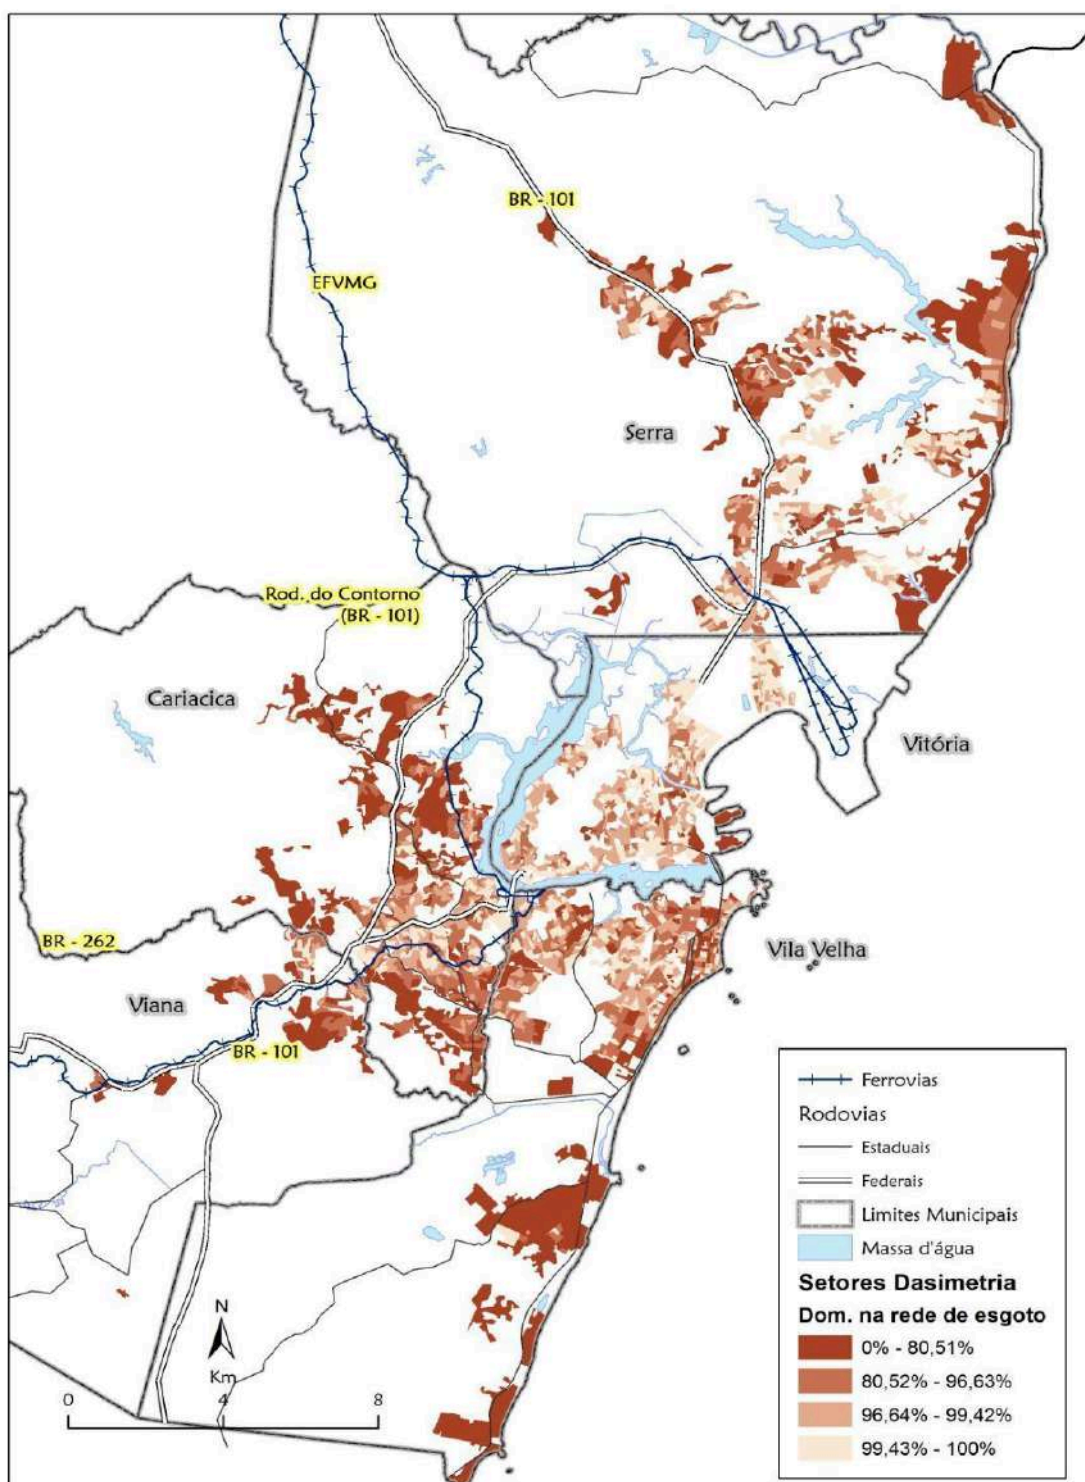 BR - 101
EFVMG
Serra
Rod. do Contorno
(BR - 101)
Cariacica
Vitória
BR - 262
Vila Velha
Viana
BR - 101
Ferrovias
Rodovias
Estaduais
Federais
Limites Municipais
Massa d'água
Setores Dasimetria
Dom. na rede de esgoto
0% - 80,51%
80,52% - 96,63%
96,64% - 99,42%
99,43% - 100%
N
Km
0 4 8